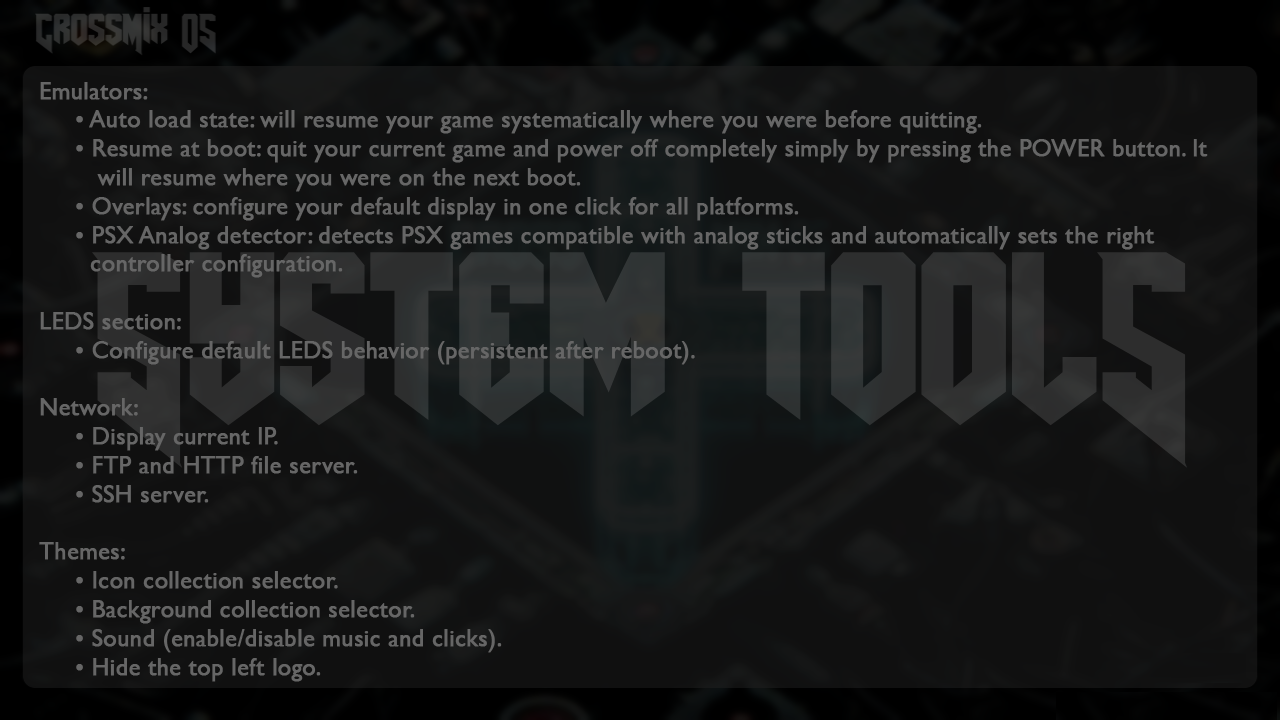 CROSSMIX OS
Emulators:
• Auto load state: will resume your game systematically where you were before quitting.
• Resume at boot: quit your current game and power off completely simply by pressing the POWER button. It
will resume where you were on the next boot.
• Overlays: configure your default display in one click for all platforms.
• PSX Analog detector: detects PSX games compatible with analog sticks and automatically sets the right
controller configuration.
SYSTEM TOOLS
LEDS section:
• Configure default LEDS behavior (persistent after reboot).
Network:
• Display current IP.
• FTP and HTTP file server.
• SSH server.
Themes:
• Icon collection selector.
• Background collection selector.
• Sound (enable/disable music and clicks).
• Hide the top left logo.